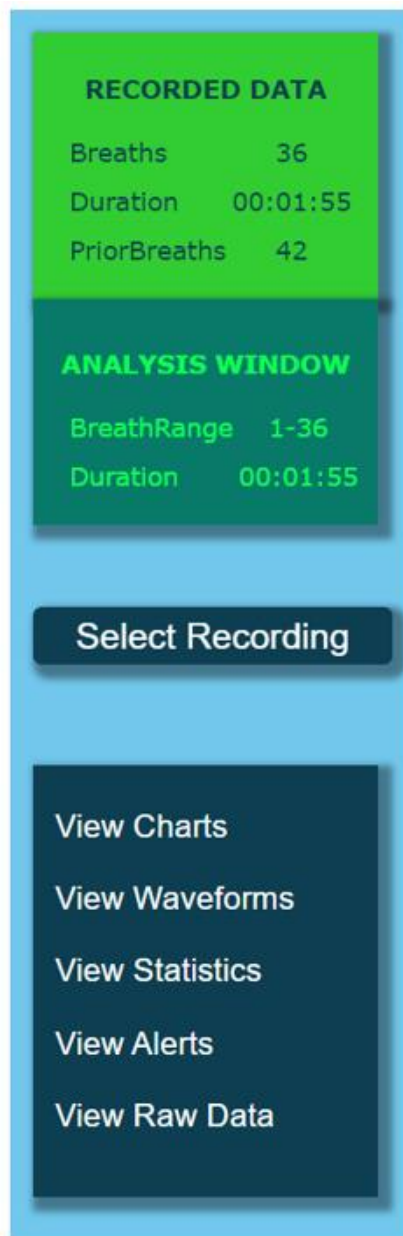 RECORDED DATA
Breaths 36
Duration 00:01:55
PriorBreaths 42
ANALYSIS WINDOW
BreathRange 1-36
Duration 00:01:55
Select Recording
View Charts
View Waveforms
View Statistics
View Alerts
View Raw Data